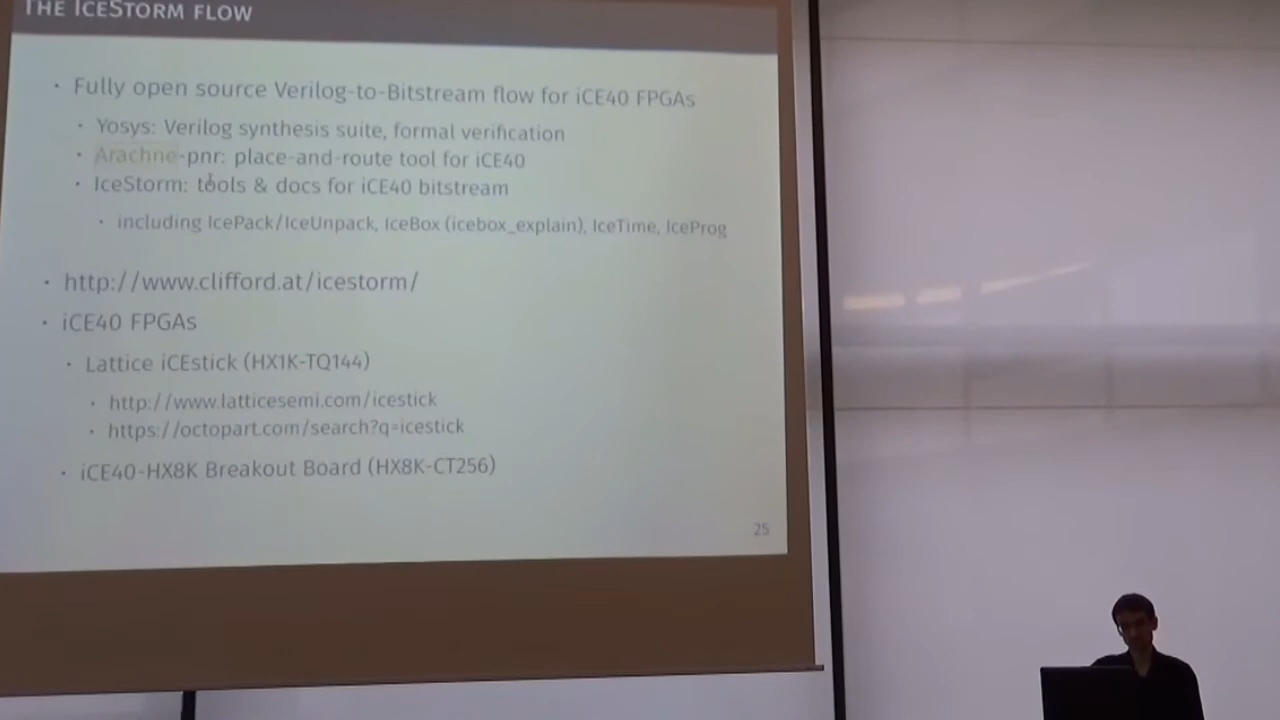 THE ICESTORM FLOW
· Fully open source Verilog-to-Bitstream flow for iCE40 FPGAs
· Yosys: Verilog synthesis suite, formal verification
· Arachne-pnr: place-and-route tool for iCE40
· IceStorm: tools & docs for iCE40 bitstream
· including IcePack/IceUnpack, IceBox (icebox_explain), IceTime, IceProg
· http://www.clifford.at/icestorm/
· iCE40 FPGAs
· Lattice iCEstick (HX1K-TQ144)
· http://www.latticesemi.com/icestick
· https://octopart.com/search?q=icestick
· iCE40-HX8K Breakout Board (HX8K-CT256)
25